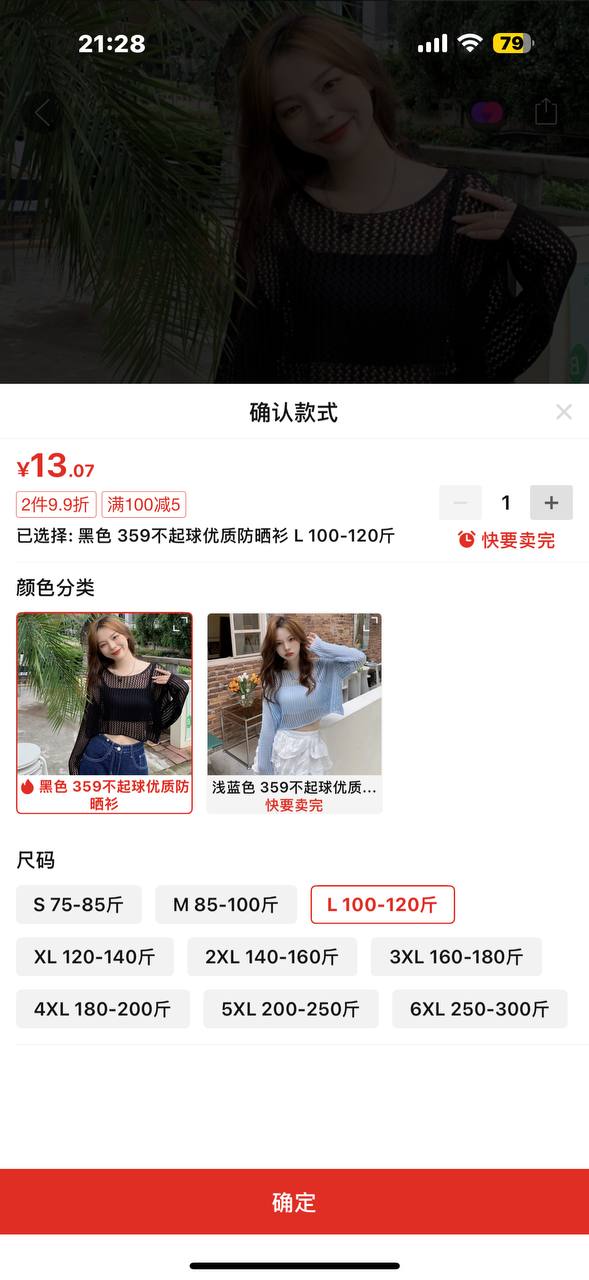 21:28
79
确认款式
¥13.07
2件9.9折 满100减5
1
已选择: 黑色 359不起球优质防晒衫 L 100-120斤
快要卖完
颜色分类
黑色 359不起球优质防
晒衫
浅蓝色 359不起球优质...
快要卖完
尺码
S 75-85斤 M 85-100斤 L 100-120斤
XL 120-140斤 2XL 140-160斤 3XL 160-180斤
4XL 180-200斤 5XL 200-250斤 6XL 250-300斤
确定